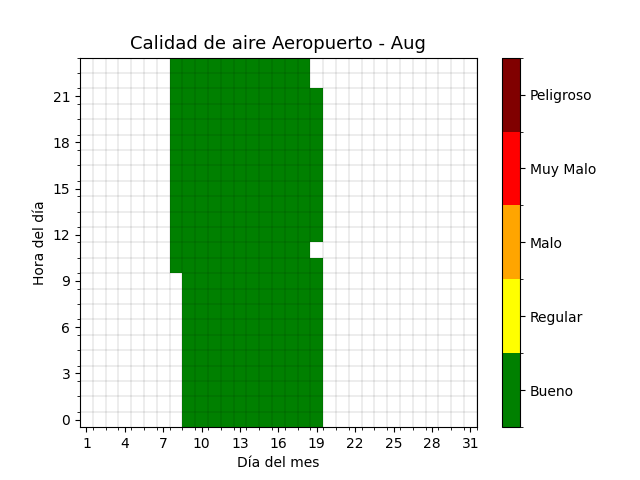 Calidad de aire Aeropuerto - Aug
Hora del día
21
18
15
12
9
6
3
0
1 4 7 10 13 16 19 22 25 28 31
Día del mes
Peligroso
Muy Malo
Malo
Regular
Bueno